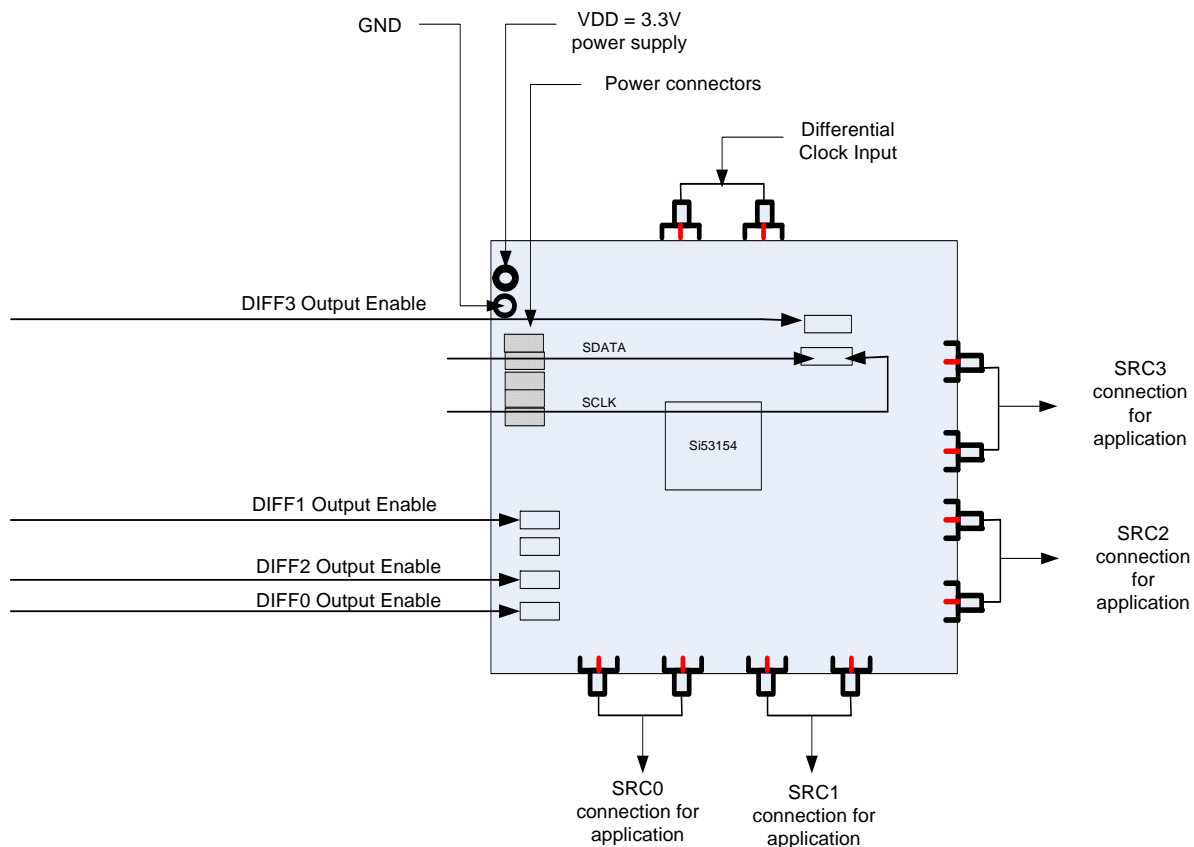 GND
VDD = 3.3V
power supply
Power connectors
Differential
Clock Input
DIFF3 Output Enable
SDATA
SCLK
Si53154
SRC3
connection
for
application
DIFF1 Output Enable
SRC2
connection
for
application
DIFF2 Output Enable
DIFF0 Output Enable
SRC0
connection for
application
SRC1
connection for
application